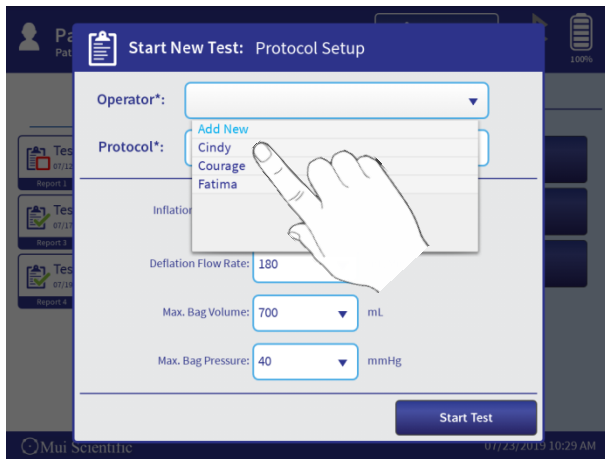 Pa
Pat
100%
Start New Test: Protocol Setup
Operator*:
Add New
Cindy
Courage
Fatima
Protocol*:
Tes
07/12
Report 1
Tes
07/17
Report 3
Tes
07/19
Report 4
Inflation
Deflation Flow Rate: 180
Max. Bag Volume: 700 mL
Max. Bag Pressure: 40 mmHg
Start Test
Mui Scientific
07/23/2019 10:29 AM